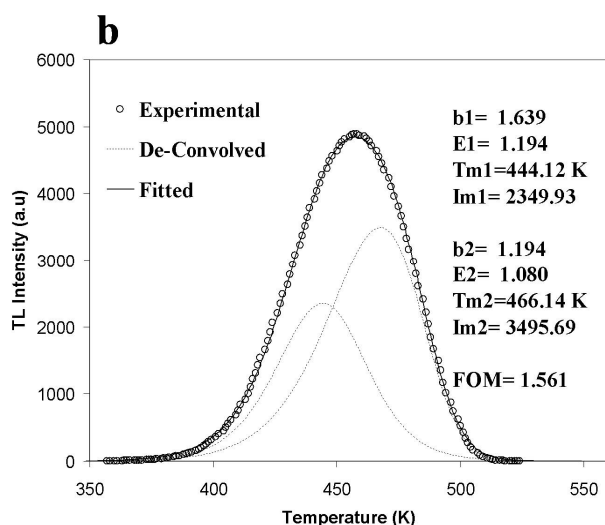 b
6000
5000
4000
3000
2000
1000
0
TL Intensity (a.u)
Experimental
De-Convolved
Fitted
b1= 1.639
E1= 1.194
Tm1=444.12 K
Im1= 2349.93
b2= 1.194
E2= 1.080
Tm2=466.14 K
Im2= 3495.69
FOM= 1.561
350
400
450
500
550
Temperature (K)